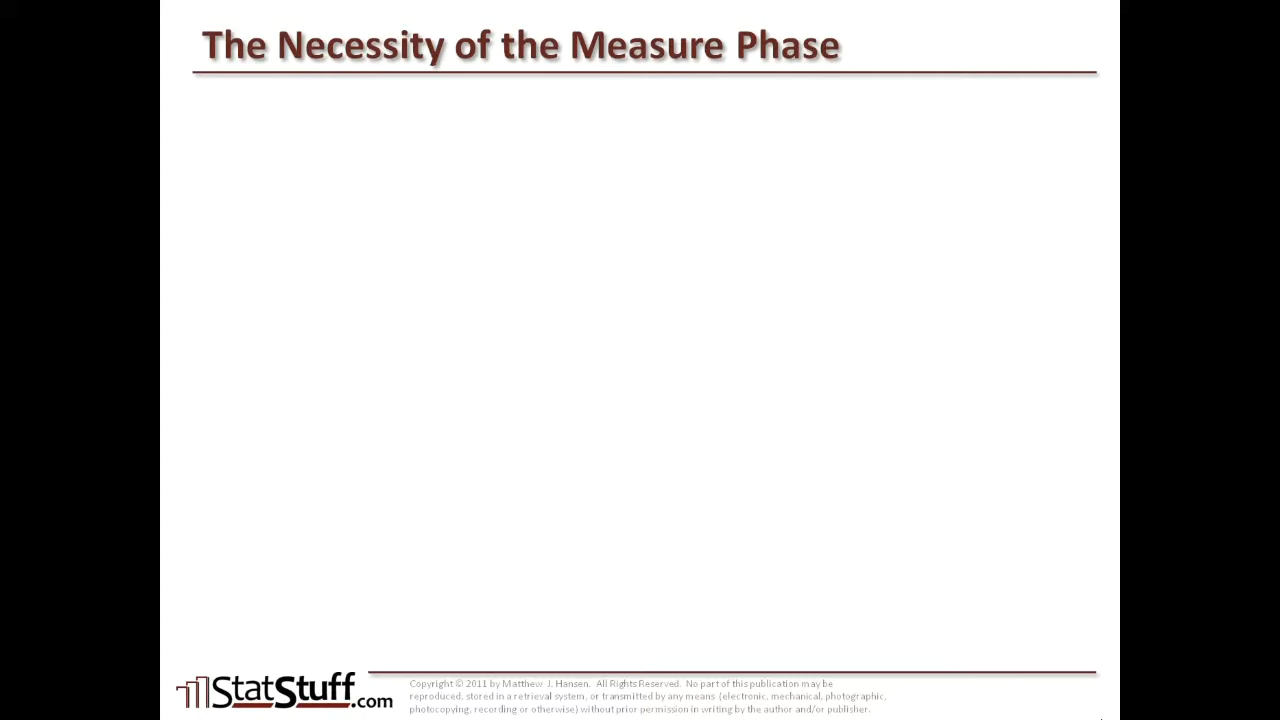 The Necessity of the Measure Phase
StatStuff.com
Copyright © 2011 by Matthew J. Hansen. All Rights Reserved. No part of this publication may be
reproduced, stored in a retrieval system, or transmitted by any means (electronic, mechanical, photographic,
photocopying, recording or otherwise) without prior permission in writing by the author and/or publisher.